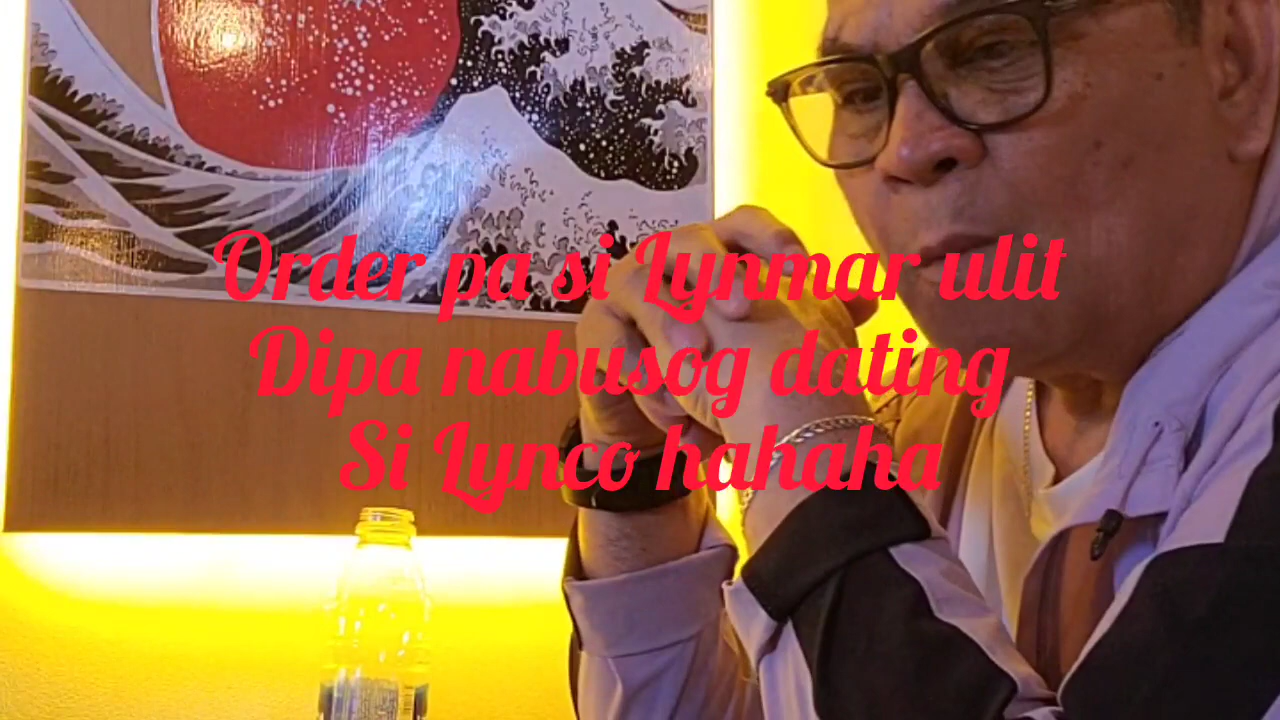 Order pa si Lynmar ulit
Dipa nabusog dating
Si Lynco hahaha